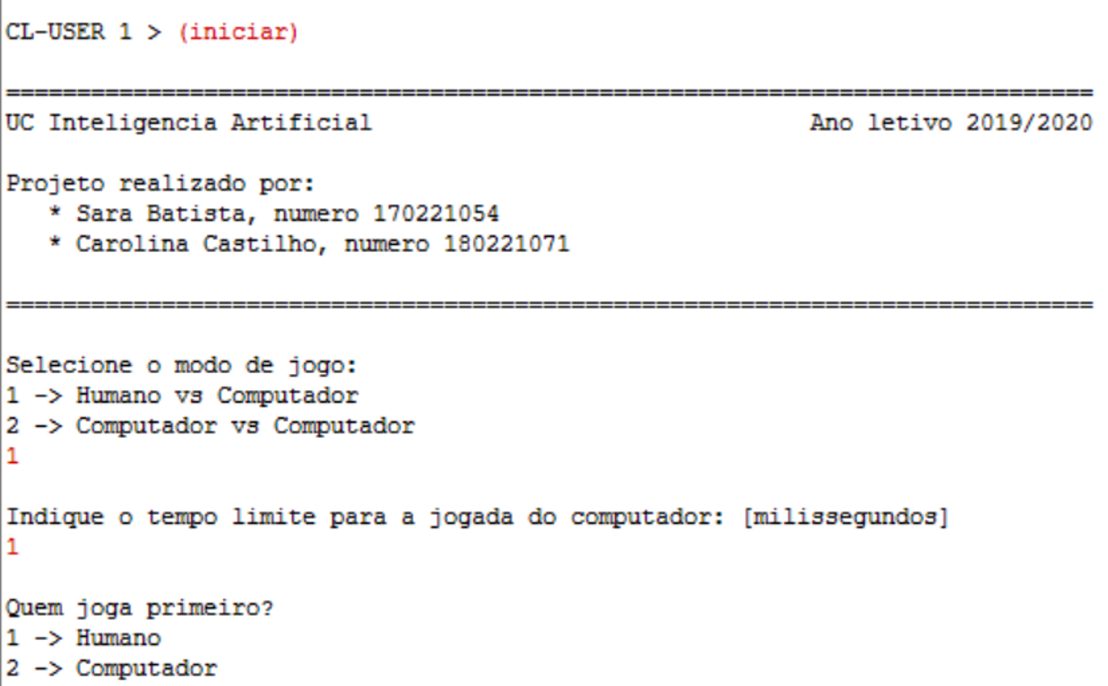 CL-USER 1 > (iniciar)
================================================================================
UC Inteligencia Artificial Ano letivo 2019/2020
Projeto realizado por:
* Sara Batista, numero 170221054
* Carolina Castilho, numero 180221071
================================================================================
Selecione o modo de jogo:
1 -> Humano vs Computador
2 -> Computador vs Computador
1
Indique o tempo limite para a jogada do computador: [milissegundos]
1
Quem joga primeiro?
1 -> Humano
2 -> Computador